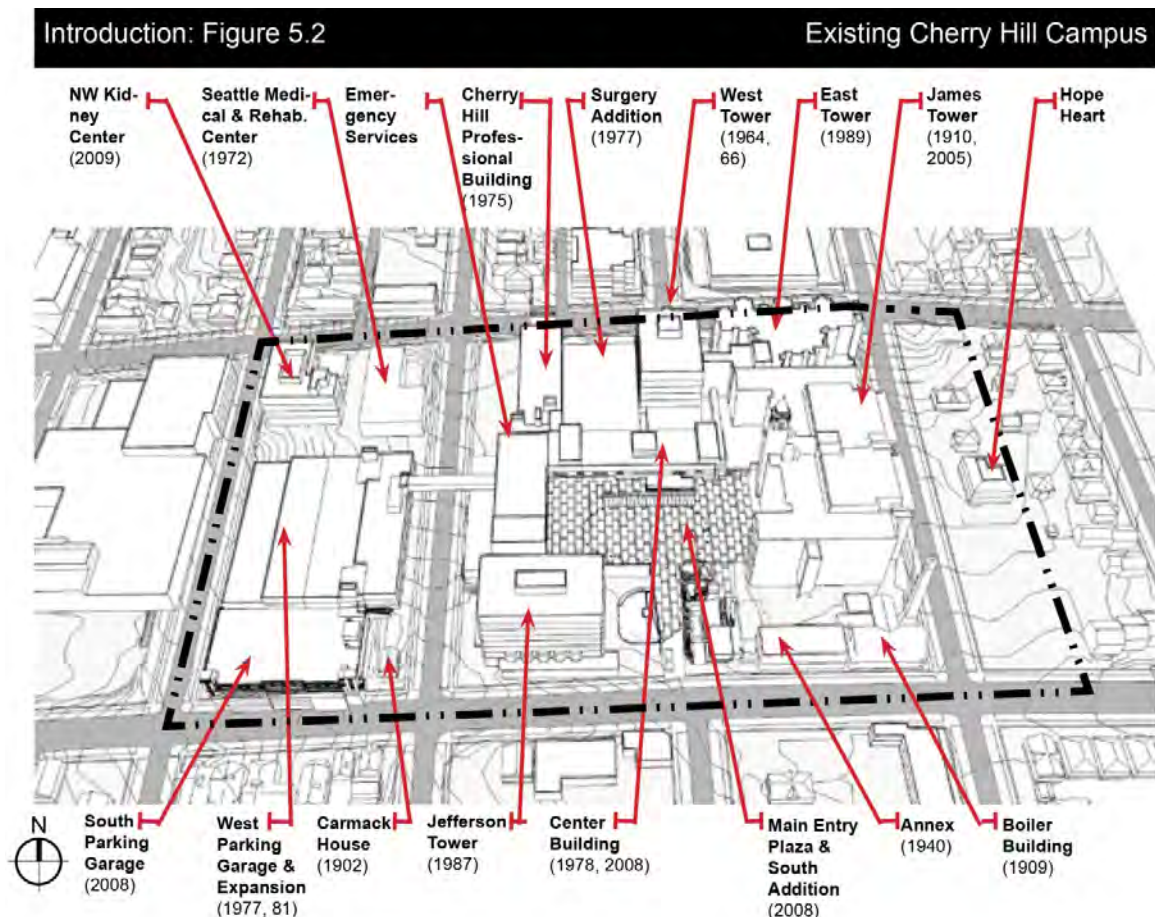 Introduction: Figure 5.2
Existing Cherry Hill Campus
NW Kid-
ney
Center
(2009)
Seattle Medi-
cal & Rehab.
Center
(1972)
Emer-
gency
Services
Cherry
Hill
Profes-
sional
Building
(1975)
Surgery
Addition
(1977)
West
Tower
(1964,
66)
East
Tower
(1989)
James
Tower
(1910,
2005)
Hope
Heart
N
South
Parking
Garage
(2008)
West
Parking
Garage &
Expansion
(1977, 81)
Carmack
House
(1902)
Jefferson
Tower
(1987)
Center
Building
(1978, 2008)
Main Entry
Plaza &
South
Addition
(2008)
Annex
(1940)
Boiler
Building
(1909)